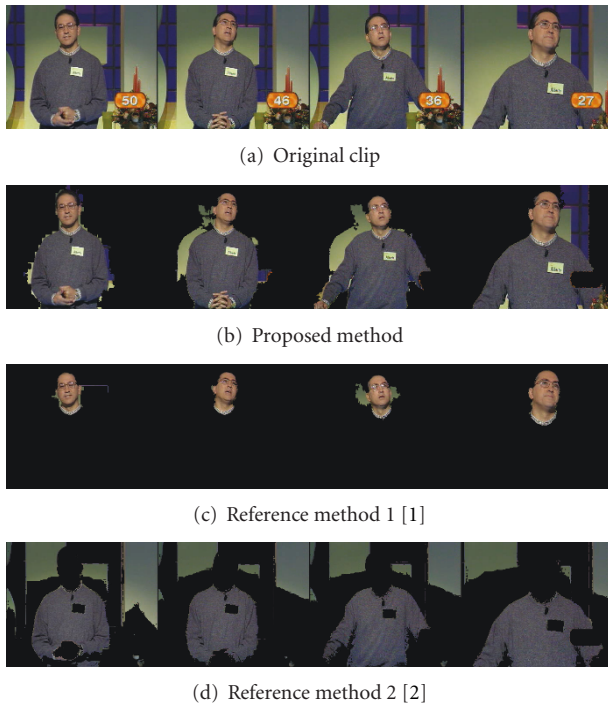 50
46
36
27
(a) Original clip
(b) Proposed method
(c) Reference method 1 [1]
(d) Reference method 2 [2]